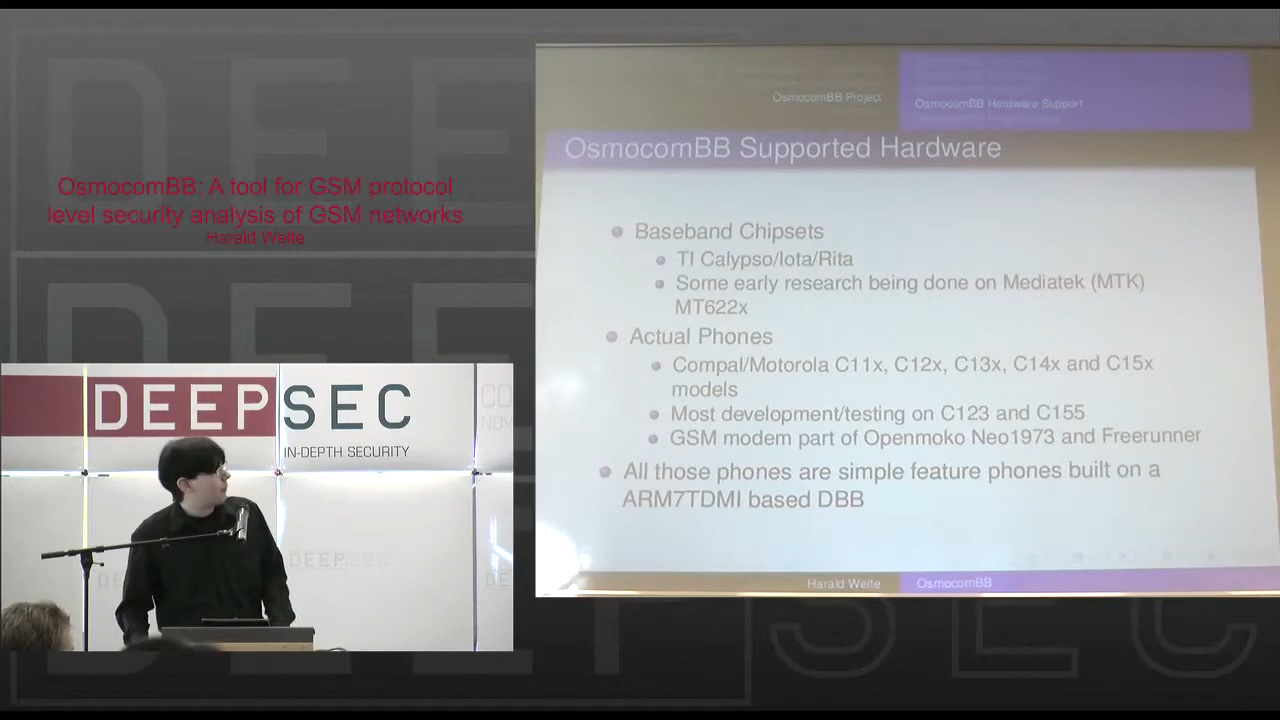 OsmocomBB: A tool for GSM protocol
level security analysis of GSM networks
Harald Welte
DEEPSEC
IN-DEPTH SECURITY
OsmocomBB Project
OsmocomBB Hardware Support
OsmocomBB Supported Hardware
Baseband Chipsets
TI Calypso/Iota/Rita
Some early research being done on Mediatek (MTK)
MT622x
Actual Phones
Compal/Motorola C11x, C12x, C13x, C14x and C15x
models
Most development/testing on C123 and C155
GSM modem part of Openmoko Neo1973 and Freerunner
All those phones are simple feature phones built on a
ARM7TDMI based DBB
Harald Welte
OsmocomBB
DEEPSEC